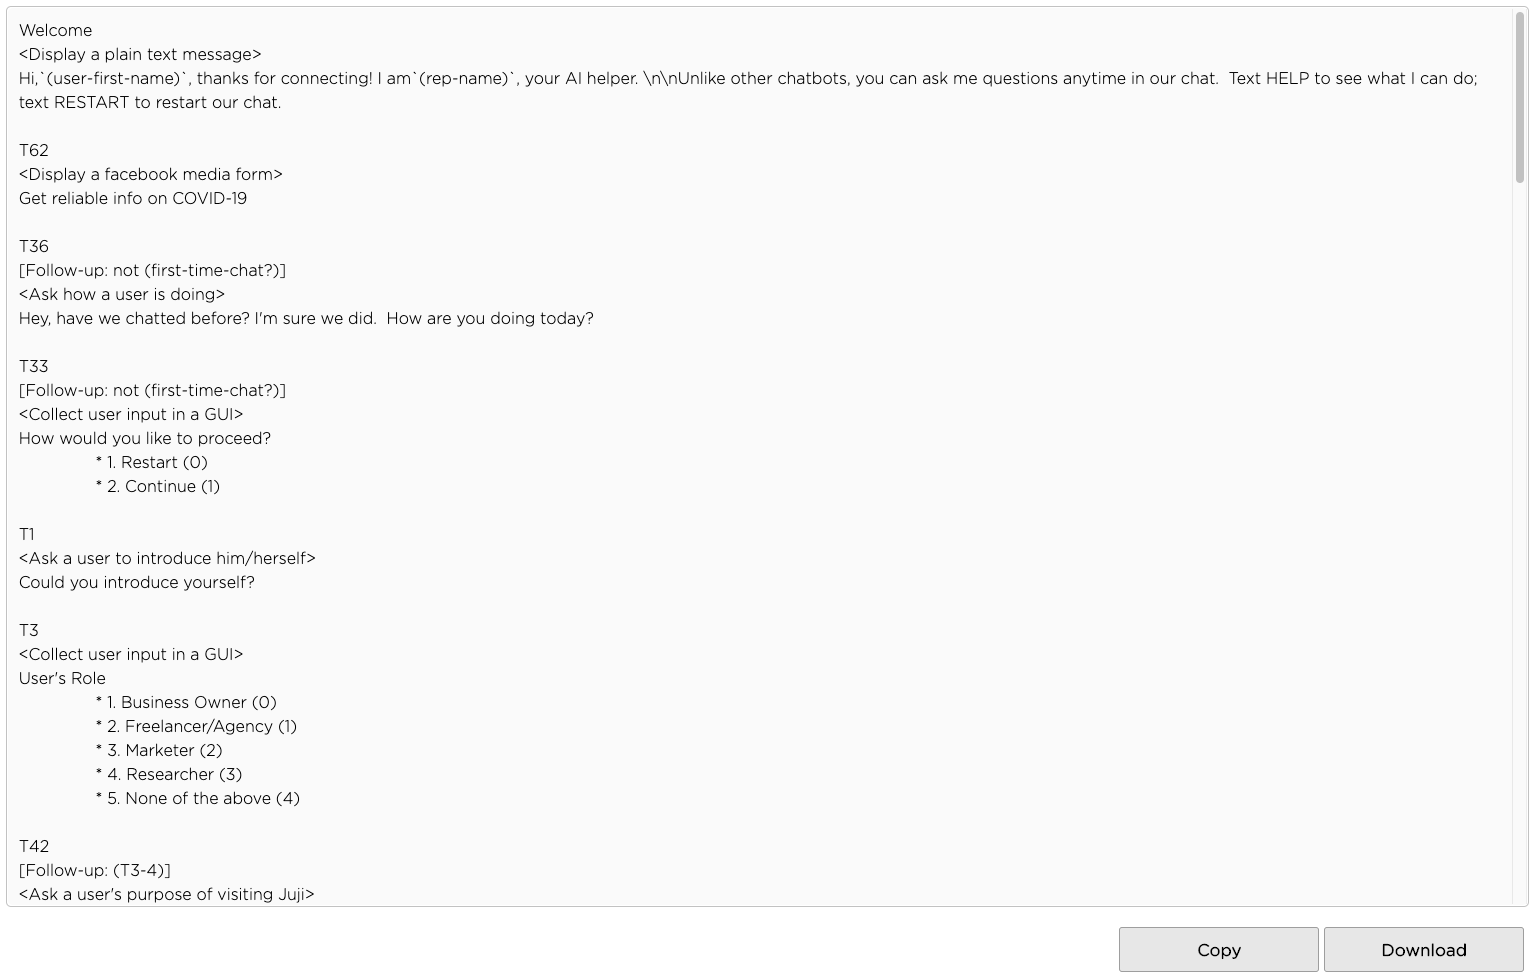 Welcome
<Display a plain text message>
Hi,`(user-first-name)`, thanks for connecting! I am`(rep-name)`, your AI helper. \n\nUnlike other chatbots, you can ask me questions anytime in our chat.  Text HELP to see what I can do;
text RESTART to restart our chat.
T62
<Display a facebook media form>
Get reliable info on COVID-19
T36
[Follow-up: not (first-time-chat?)]
<Ask how a user is doing>
Hey, have we chatted before? I'm sure we did.  How are you doing today?
T33
[Follow-up: not (first-time-chat?)]
<Collect user input in a GUI>
How would you like to proceed?
* 1. Restart (0)
* 2. Continue (1)
T1
<Ask a user to introduce him/herself>
Could you introduce yourself?
T3
<Collect user input in a GUI>
User's Role
* 1. Business Owner (0)
* 2. Freelancer/Agency (1)
* 3. Marketer (2)
* 4. Researcher (3)
* 5. None of the above (4)
T42
[Follow-up: (T3-4)]
<Ask a user's purpose of visiting Juji>
Copy
Download